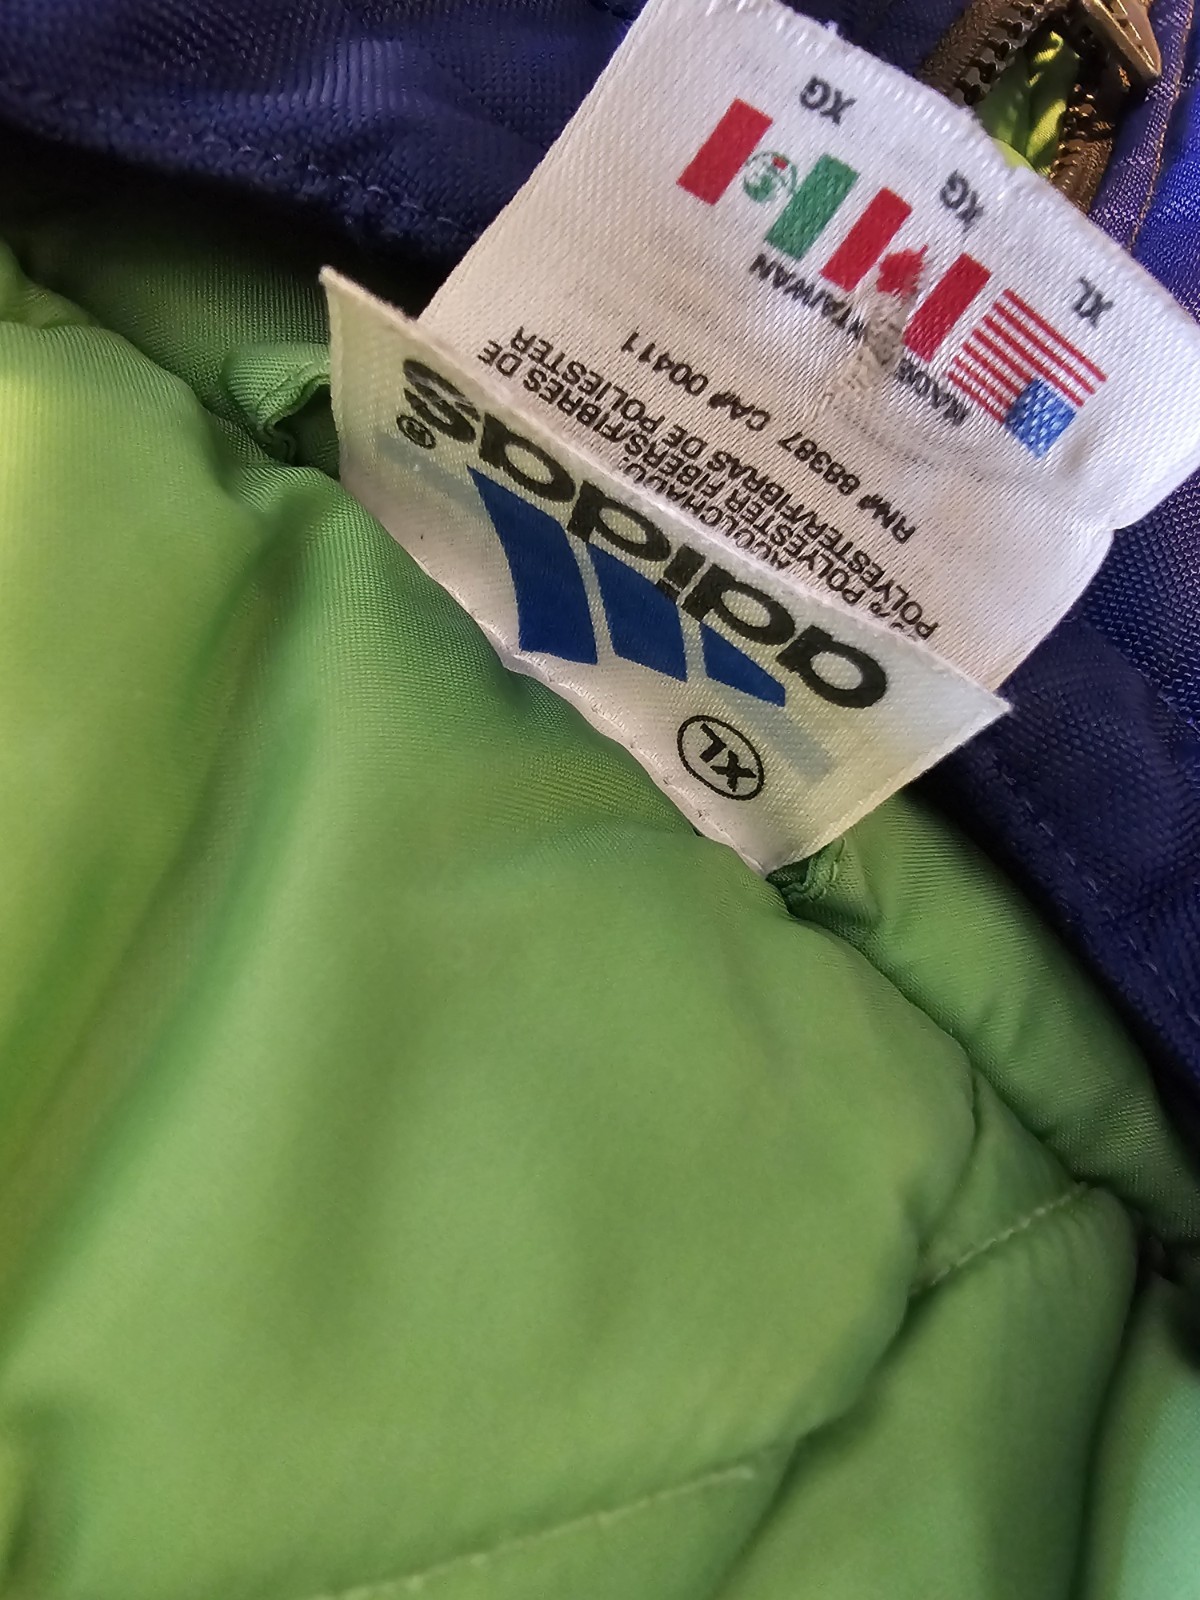 adidas®
XL
XL XG XG
MADE TAIWAN
RN# 88387 CA# 00411
POLYESTER FIBERS/FIBRES DE
POLYESTER/FIBRAS DE POLIESTER